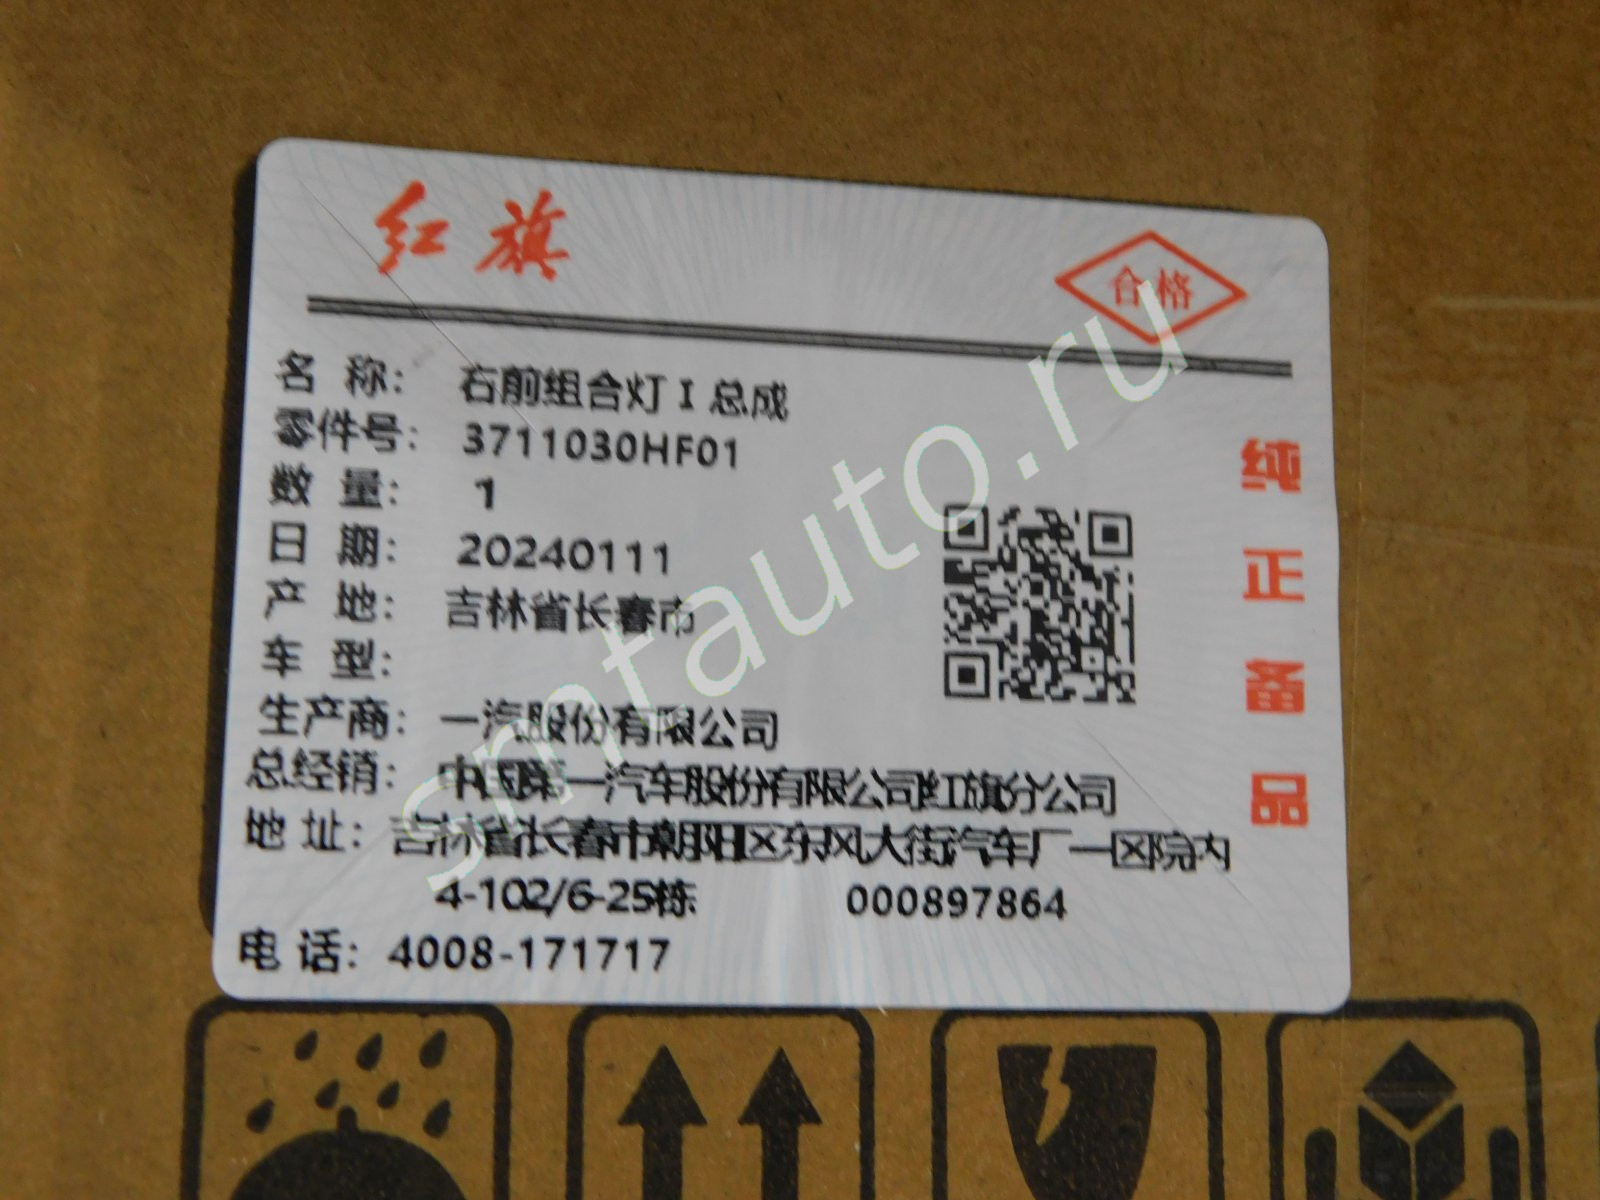 红旗
合格
名 称: 右前组合灯 I 总成
零件号: 3711030HF01
数 量: 1
日 期: 20240111
产 地: 吉林省长春市
车 型:
生产商: 一汽股份有限公司
总经销: 中国第一汽车股份有限公司红旗分公司
地 址: 吉林省长春市朝阳区东风大街汽车厂一区院内
4-102/6-25栋 000897864
电 话: 4008-171717
纯正备品
smtauto.ru